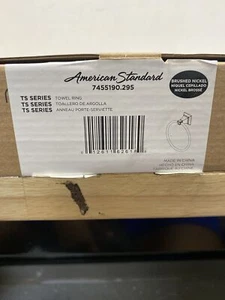 American Standard
7455190.295
BRUSHED NICKEL
NIQUEL CEPILLADO
NICKEL BROSSÉ
TS SERIES TOWEL RING
TS SERIES TOALLERO DE ARGOLLA
TS SERIES ANNEAU PORTE-SERVIETTE
MADE IN CHINA